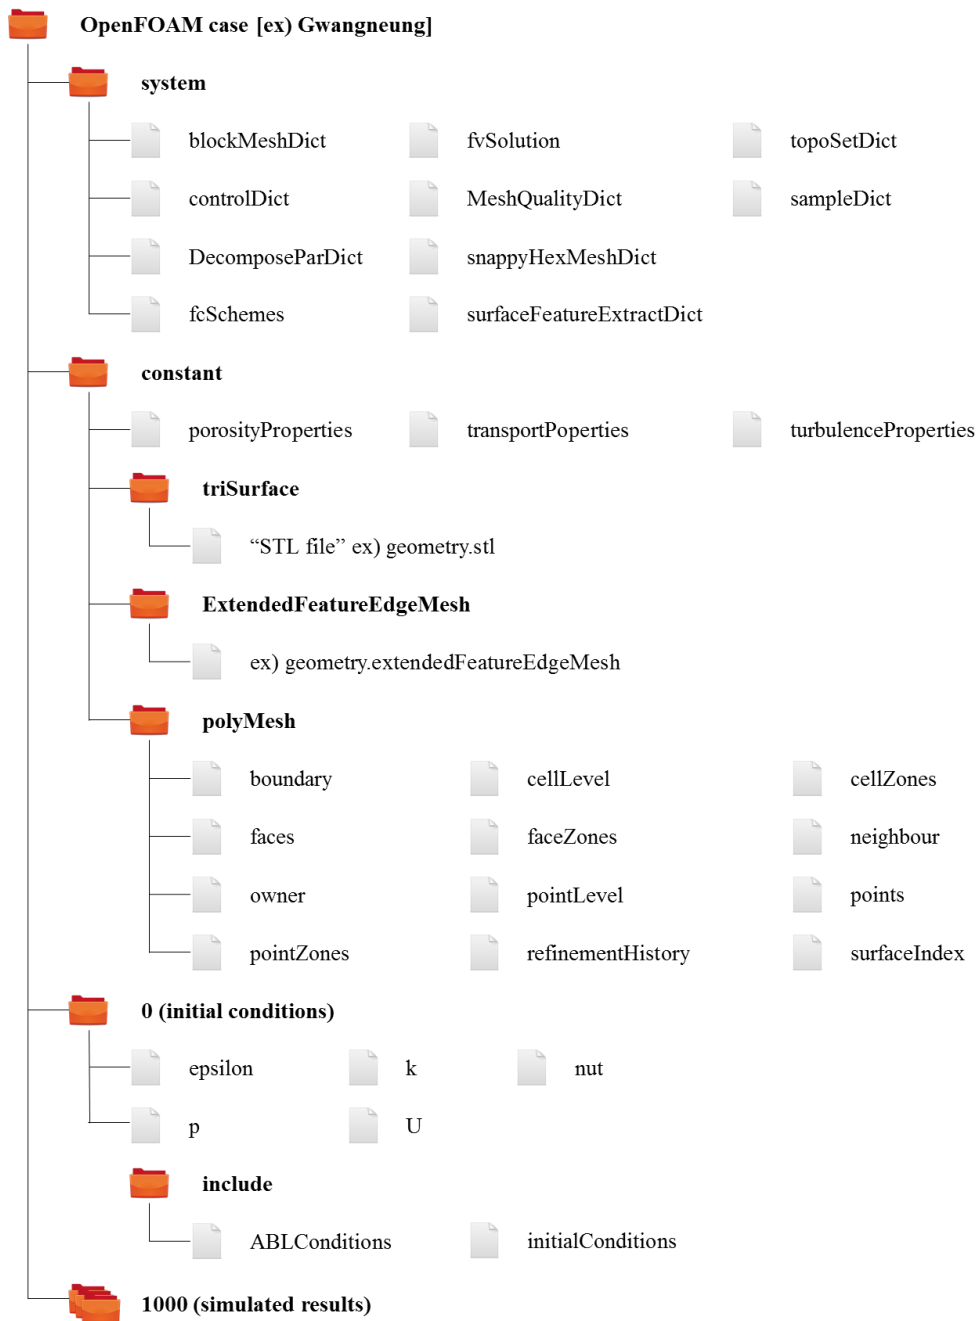 OpenFOAM case [ex) Gwangneung]
system
blockMeshDict fvSolution topoSetDict
controlDict MeshQualityDict sampleDict
DecomposeParDict snappyHexMeshDict
fcSchemes surfaceFeatureExtractDict
constant
porosityProperties transportPoperties turbulenceProperties
triSurface
“STL file” ex) geometry.stl
ExtendedFeatureEdgeMesh
ex) geometry.extendedFeatureEdgeMesh
polyMesh
boundary cellLevel cellZones
faces faceZones neighbour
owner pointLevel points
pointZones refinementHistory surfaceIndex
0 (initial conditions)
epsilon k nut
p U
include
ABLConditions initialConditions
1000 (simulated results)